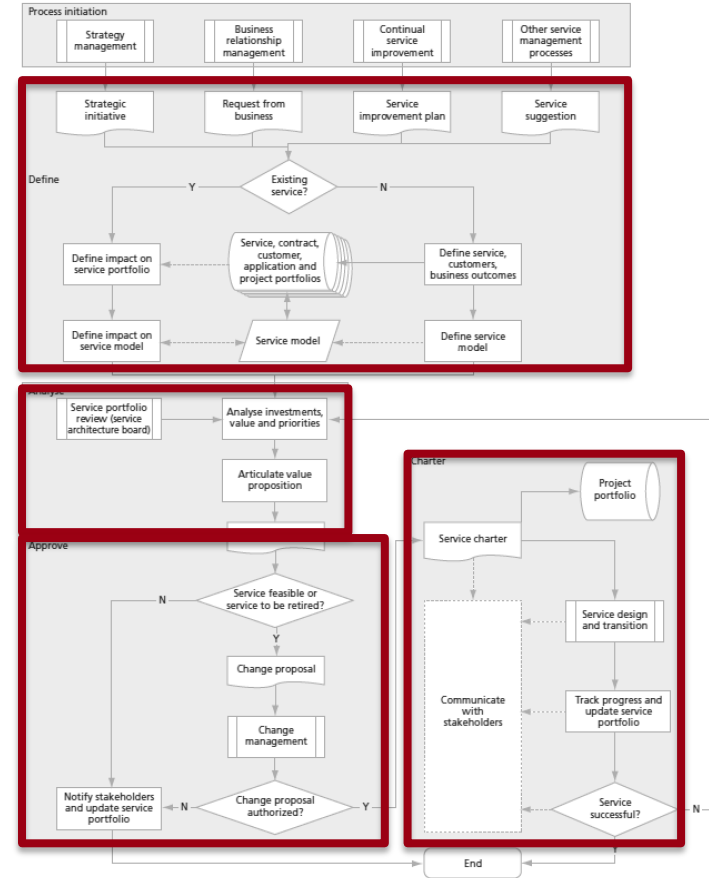 Process initiation
Strategy
management
Business
relationship
management
Continual
service
improvement
Other service
management
processes
Strategic
initiative
Request from
business
Service
improvement plan
Service
suggestion
Define
Existing
service?
Y
N
Define impact on
service portfolio
Service, contract,
customer,
application and
project portfolios
Define service,
customers,
business outcomes
Define impact on
service model
Service model
Define service
model
Analyse
Service portfolio
review (service
architecture board)
Analyse investments,
value and priorities
Articulate value
proposition
Approve
Service feasible or
service to be retired?
N
Y
Change proposal
Change
management
Change proposal
authorized?
N
Y
Notify stakeholders
and update service
portfolio
Charter
Project
portfolio
Service charter
Service design
and transition
Communicate
with
stakeholders
Track progress and
update service
portfolio
Service
successful?
N
Y
End